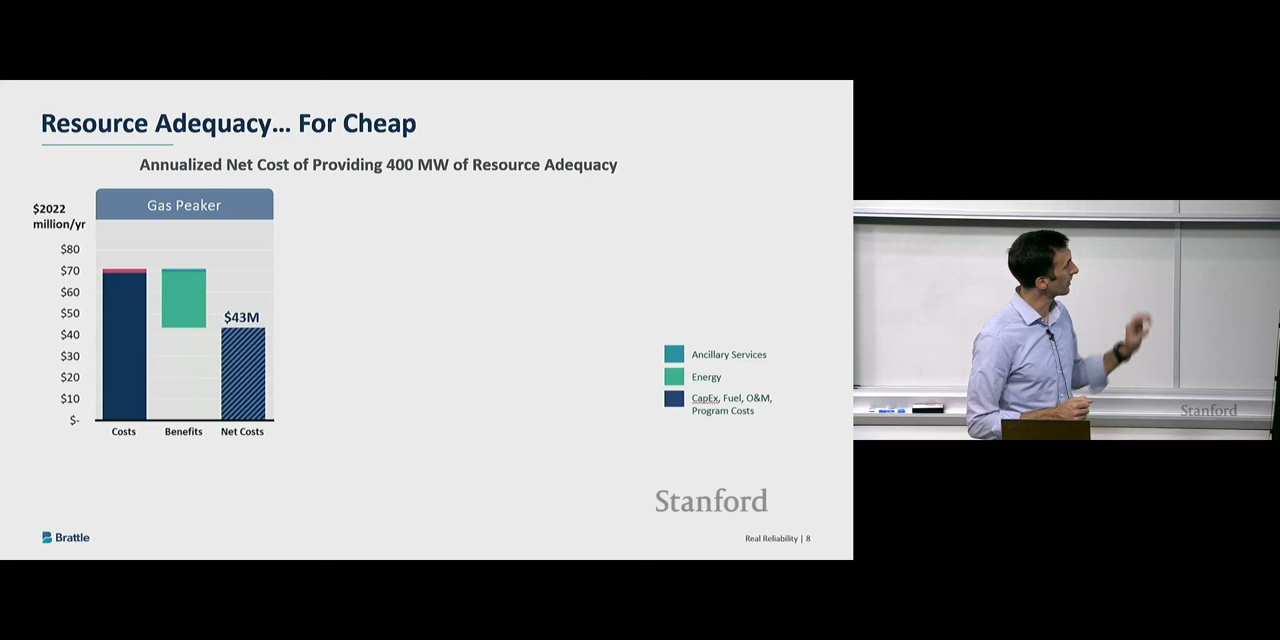 Resource Adequacy... For Cheap
Annualized Net Cost of Providing 400 MW of Resource Adequacy
$2022
million/yr
Gas Peaker
$80
$70
$60
$50
$40
$30
$20
$10
$-
$43M
Costs
Benefits
Net Costs
Ancillary Services
Energy
CapEx, Fuel, O&M,
Program Costs
Stanford
Brattle
Real Reliability | 8
Stanford